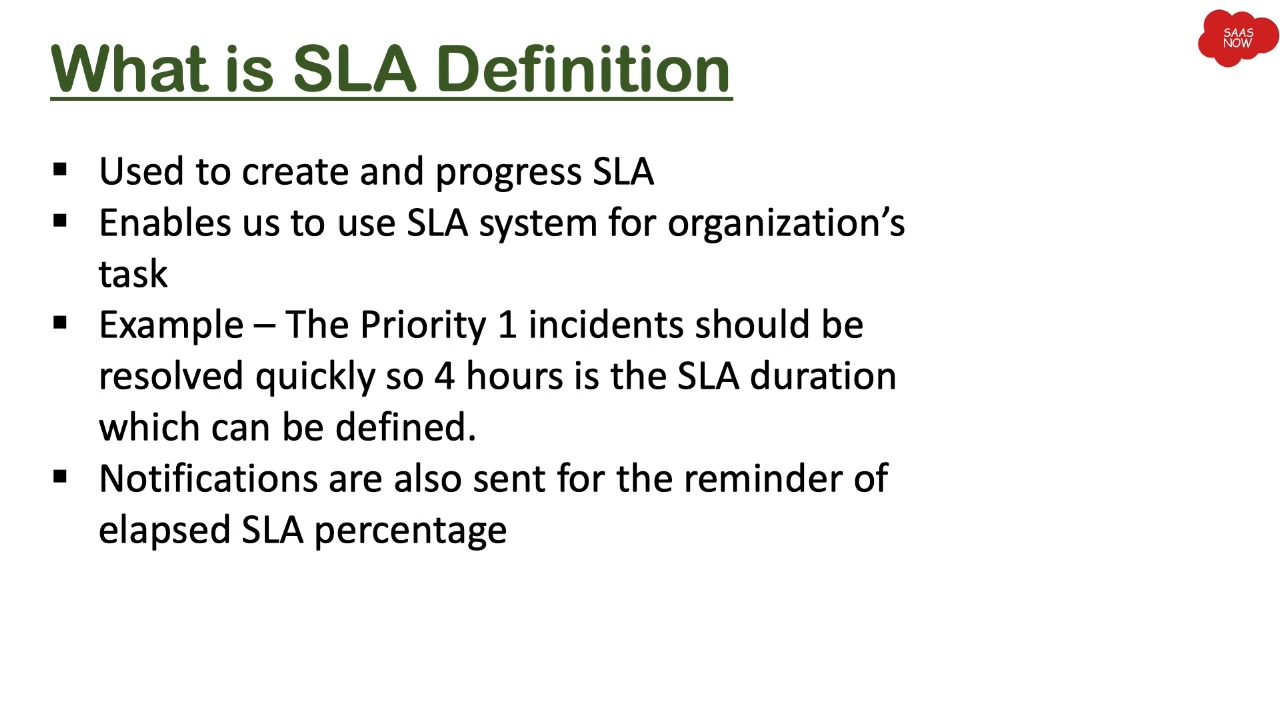 What is SLA Definition
SAAS
NOW
▪ Used to create and progress SLA
▪ Enables us to use SLA system for organization’s
task
▪ Example – The Priority 1 incidents should be
resolved quickly so 4 hours is the SLA duration
which can be defined.
▪ Notifications are also sent for the reminder of
elapsed SLA percentage